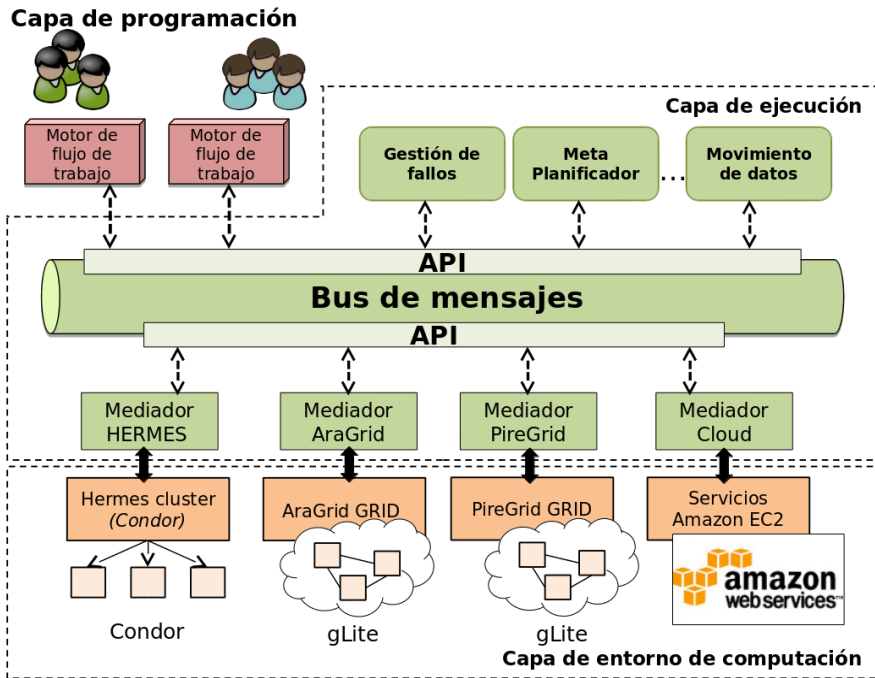 Capa de programación
Capa de ejecución
Motor de
flujo de
trabajo
Motor de
flujo de
trabajo
Gestión de
fallos
Meta
Planificador
...
Movimiento
de datos
API
Bus de mensajes
API
Mediador
HERMES
Mediador
AraGrid
Mediador
PireGrid
Mediador
Cloud
Hermes cluster
(Condor)
AraGrid GRID
PireGrid GRID
Servicios
Amazon EC2
amazon
webservices™
Condor
gLite
gLite
Capa de entorno de computación